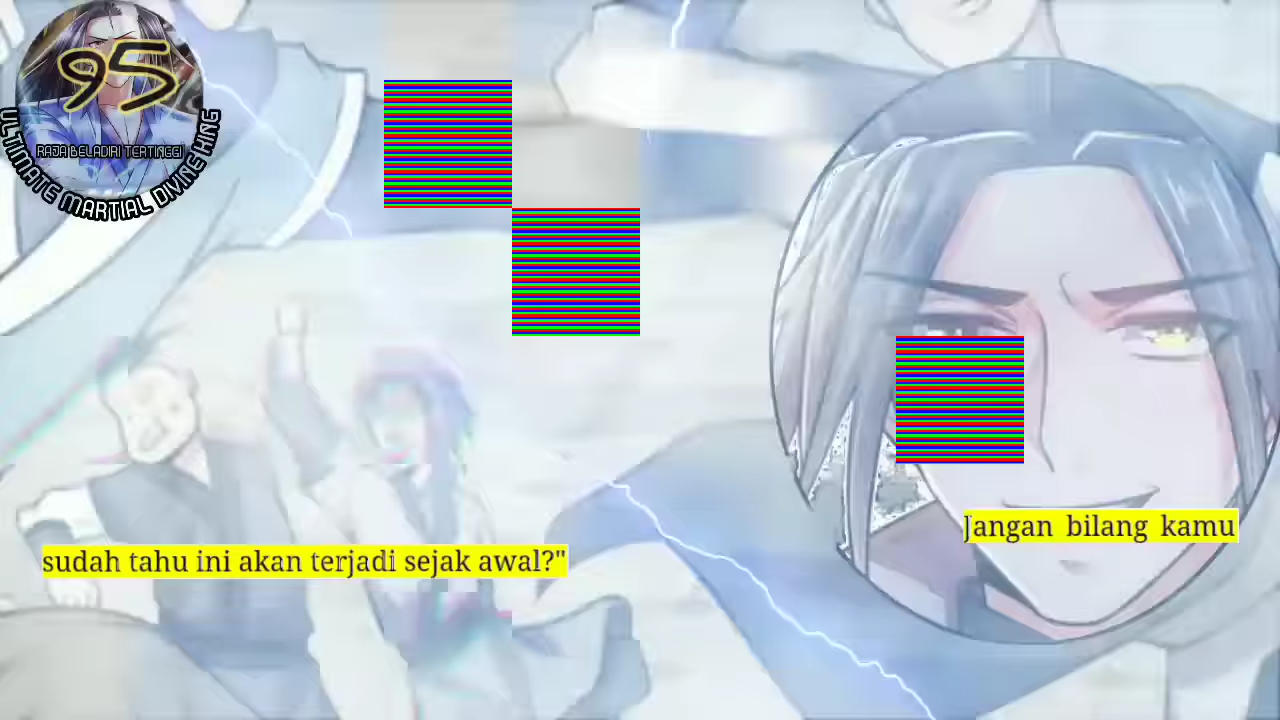 95
RAJA BELADIRI TERTINGGI
ULTIMATE MARTIAL DIVINE KING
Jangan bilang kamu
sudah tahu ini akan terjadi sejak awal?"